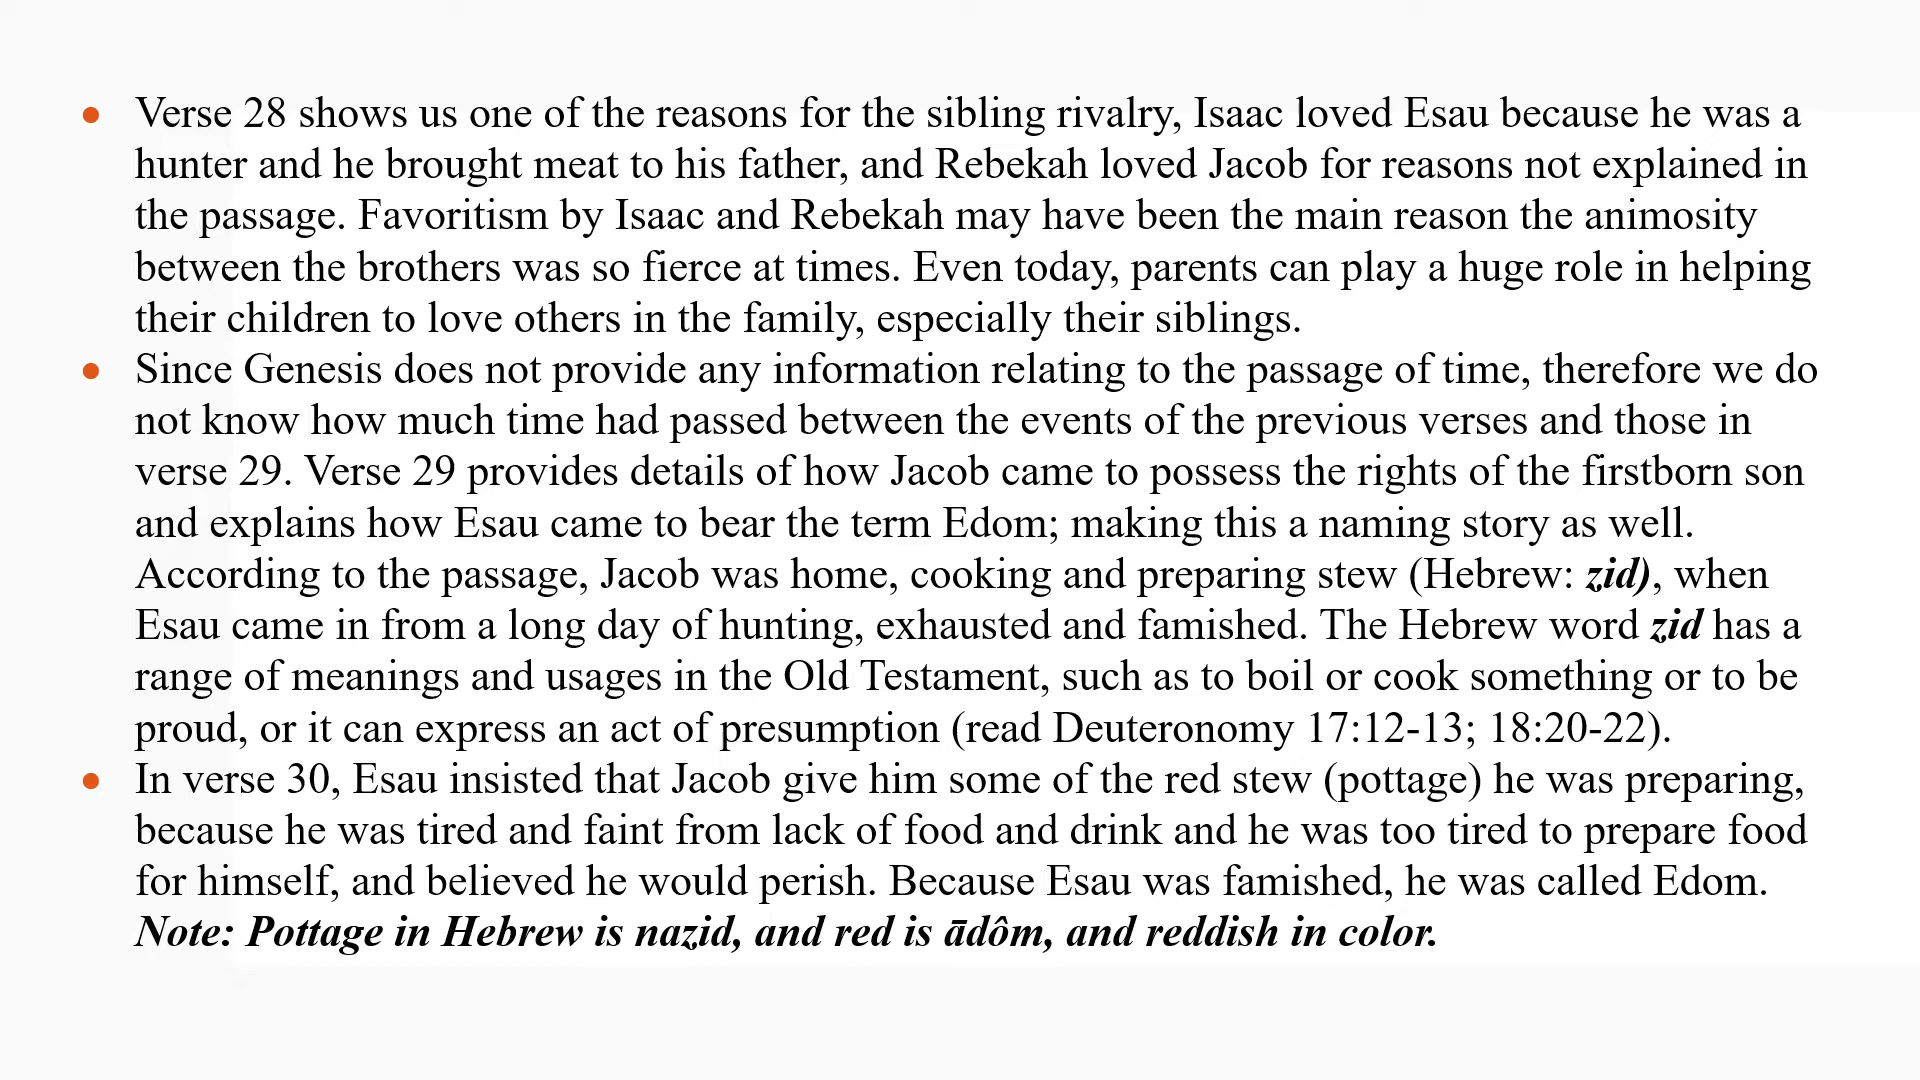 • Verse 28 shows us one of the reasons for the sibling rivalry, Isaac loved Esau because he was a
hunter and he brought meat to his father, and Rebekah loved Jacob for reasons not explained in
the passage. Favoritism by Isaac and Rebekah may have been the main reason the animosity
between the brothers was so fierce at times. Even today, parents can play a huge role in helping
their children to love others in the family, especially their siblings.
• Since Genesis does not provide any information relating to the passage of time, therefore we do
not know how much time had passed between the events of the previous verses and those in
verse 29. Verse 29 provides details of how Jacob came to possess the rights of the firstborn son
and explains how Esau came to bear the term Edom; making this a naming story as well.
According to the passage, Jacob was home, cooking and preparing stew (Hebrew: zid), when
Esau came in from a long day of hunting, exhausted and famished. The Hebrew word zid has a
range of meanings and usages in the Old Testament, such as to boil or cook something or to be
proud, or it can express an act of presumption (read Deuteronomy 17:12-13; 18:20-22).
• In verse 30, Esau insisted that Jacob give him some of the red stew (pottage) he was preparing,
because he was tired and faint from lack of food and drink and he was too tired to prepare food
for himself, and believed he would perish. Because Esau was famished, he was called Edom.
Note: Pottage in Hebrew is nazid, and red is ādôm, and reddish in color.